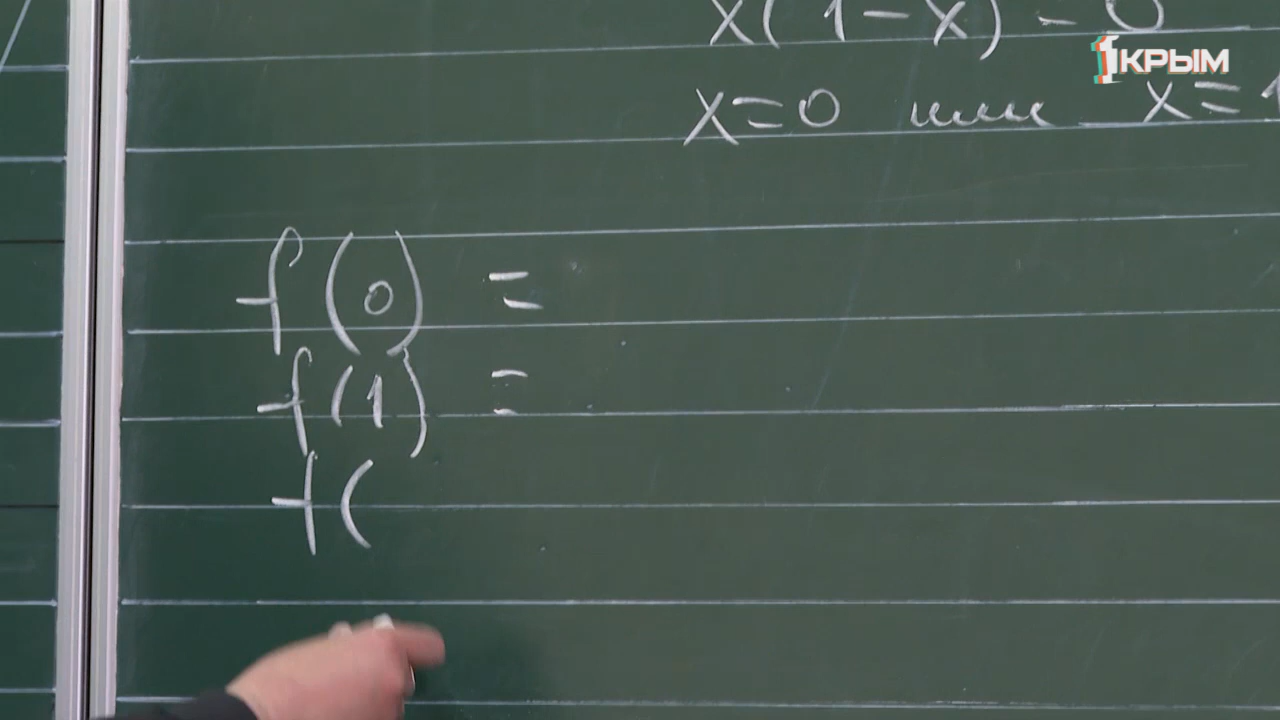 x(1-x)=0
1КРЫМ
x=0 или x=1
f(0) =
f(1) =
f(